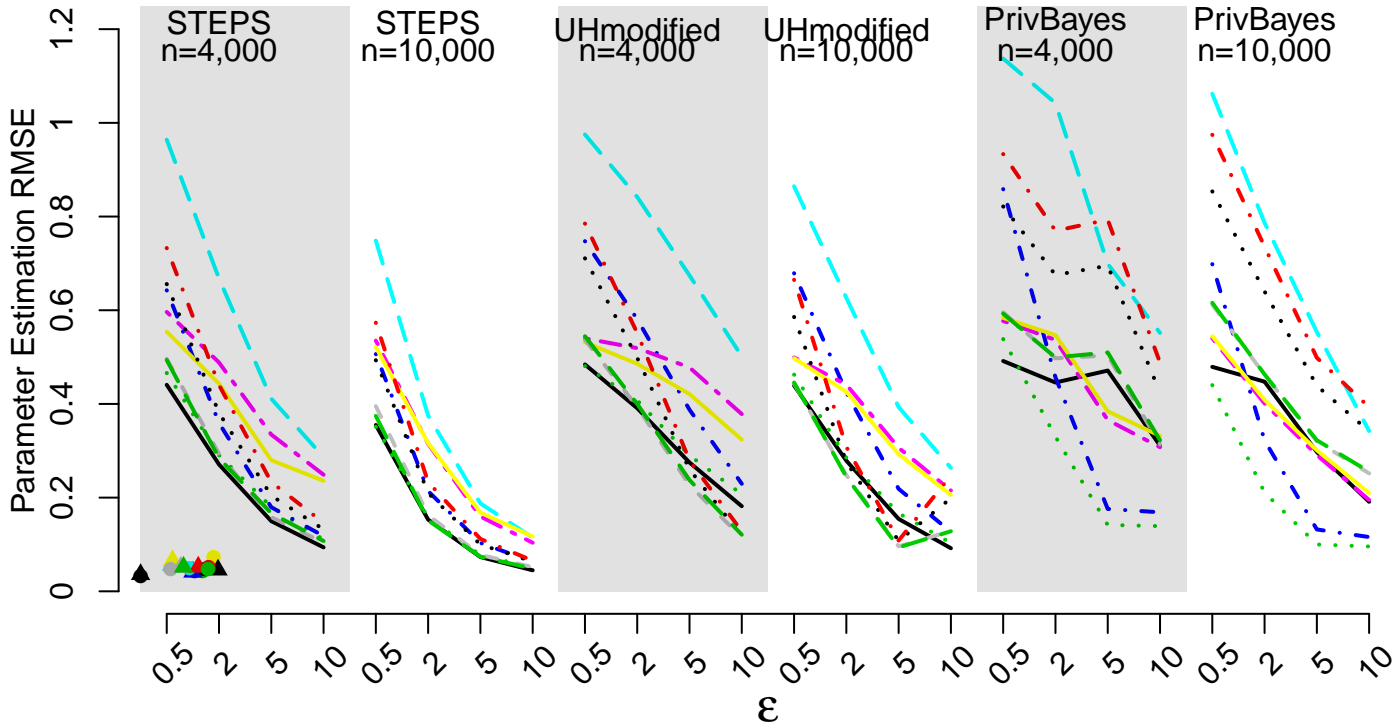 STEPS
n=4,000
STEPS
n=10,000
UHmodified
n=4,000
UHmodified
n=10,000
PrivBayes
n=4,000
PrivBayes
n=10,000
Parameter Estimation RMSE
1.2
1
0.8
0.6
0.4
0.2
0
0.5 2 5 10 0.5 2 5 10 0.5 2 5 10 0.5 2 5 10 0.5 2 5 10 0.5 2 5 10
ε